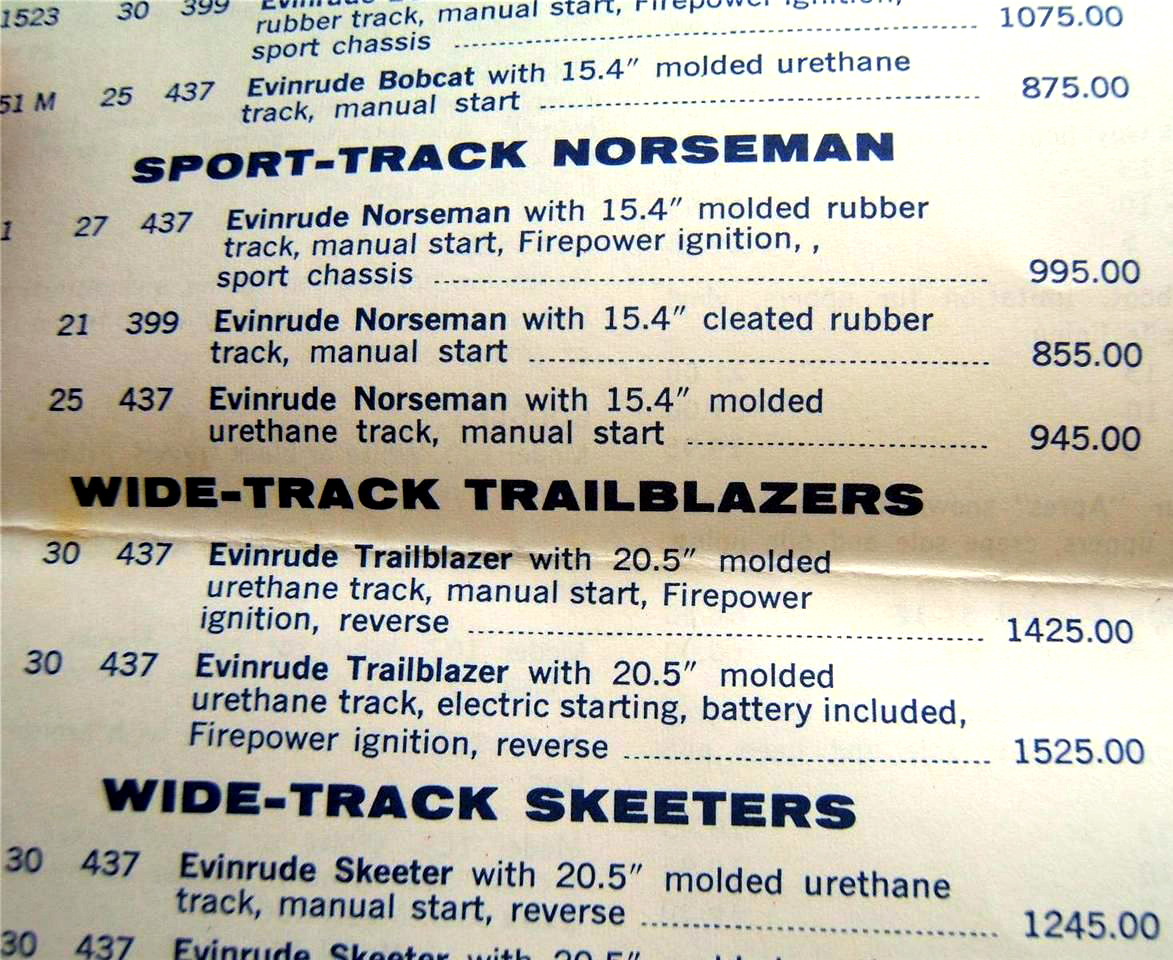 1523 30 399
rubber track, manual start, Firepower ignition,
sport chassis 1075.00
51 M 25 437 Evinrude Bobcat with 15.4″ molded urethane
track, manual start 875.00
SPORT-TRACK NORSEMAN
1 27 437 Evinrude Norseman with 15.4″ molded rubber
track, manual start, Firepower ignition, ,
sport chassis 995.00
21 399 Evinrude Norseman with 15.4″ cleated rubber
track, manual start 855.00
25 437 Evinrude Norseman with 15.4″ molded
urethane track, manual start 945.00
WIDE-TRACK TRAILBLAZERS
30 437 Evinrude Trailblazer with 20.5″ molded
urethane track, manual start, Firepower
ignition, reverse 1425.00
30 437 Evinrude Trailblazer with 20.5″ molded
urethane track, electric starting, battery included,
Firepower ignition, reverse 1525.00
WIDE-TRACK SKEETERS
30 437 Evinrude Skeeter with 20.5″ molded urethane
track, manual start, reverse 1245.00
30 437 Evinrude Skeeter with 20.5″ molded